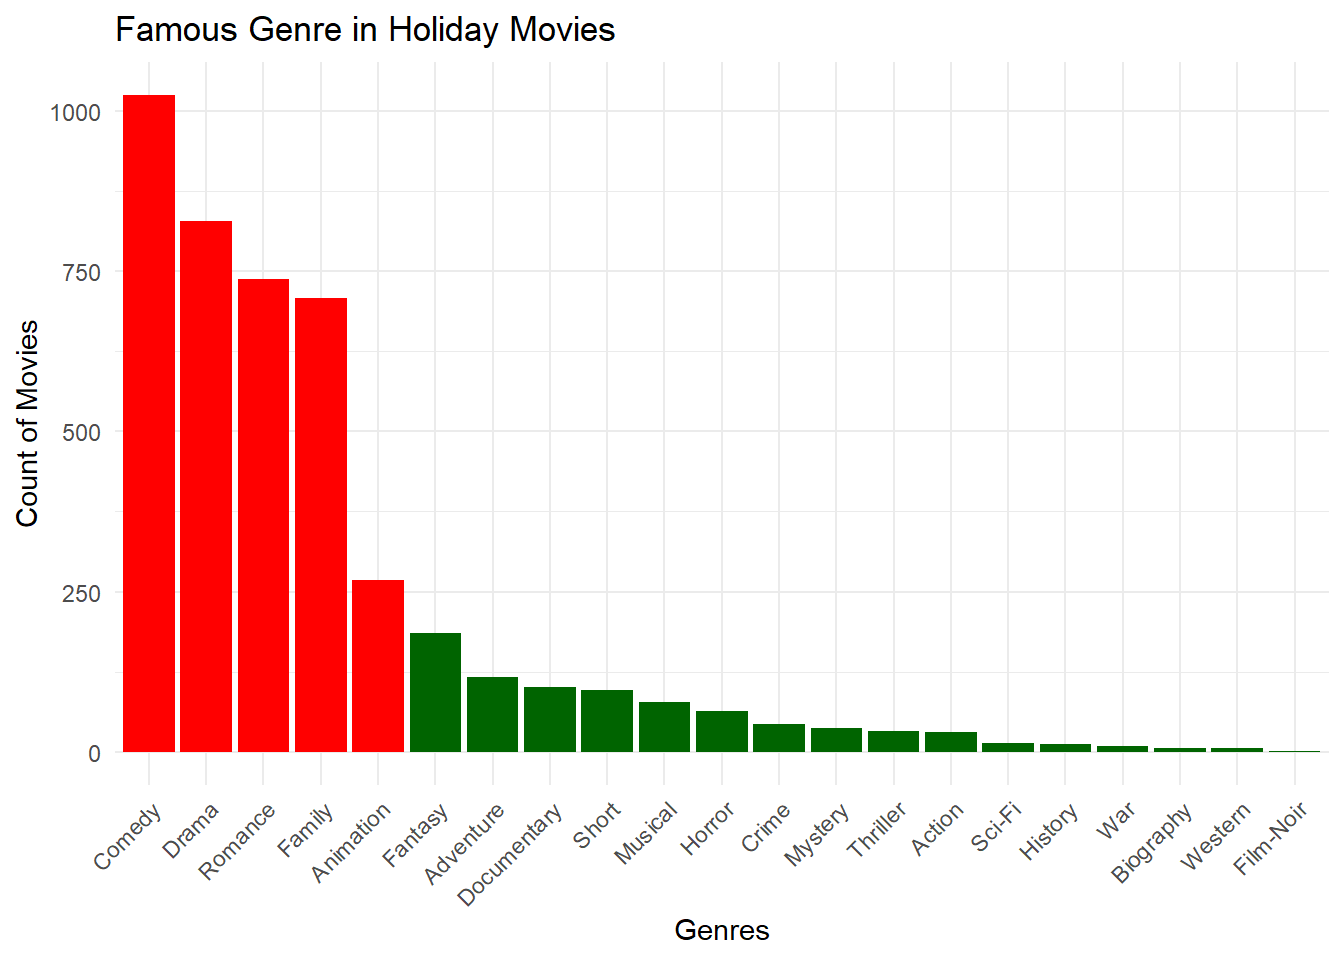 Famous Genre in Holiday Movies
Count of Movies
1000
750
500
250
0
Comedy
Drama
Romance
Family
Animation
Fantasy
Adventure
Documentary
Short
Musical
Horror
Crime
Mystery
Thriller
Action
Sci-Fi
History
War
Biography
Western
Film-Noir
Genres